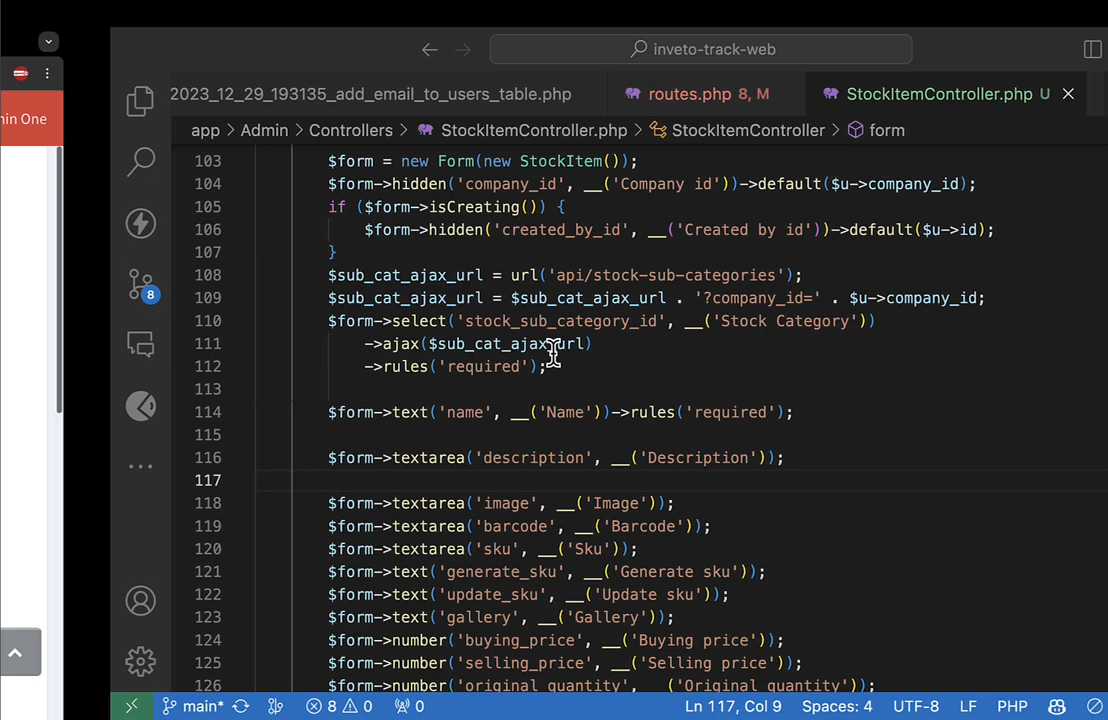 inveto-track-web
2023_12_29_193135_add_email_to_users_table.php
routes.php 8, M
StockItemController.php U
app > Admin > Controllers > StockItemController.php > StockItemController > form
in One
103 $form = new Form(new StockItem());
104 $form->hidden('company_id', __('Company id'))->default($u->company_id);
105 if ($form->isCreating()) {
106 $form->hidden('created_by_id', __('Created by id'))->default($u->id);
107 }
108 $sub_cat_ajax_url = url('api/stock-sub-categories');
109 $sub_cat_ajax_url = $sub_cat_ajax_url . '?company_id=' . $u->company_id;
110 $form->select('stock_sub_category_id', __('Stock Category'))
111 ->ajax($sub_cat_ajax_url)
112 ->rules('required');
113
114 $form->text('name', __('Name'))->rules('required');
115
116 $form->textarea('description', __('Description'));
117
118 $form->textarea('image', __('Image'));
119 $form->textarea('barcode', __('Barcode'));
120 $form->textarea('sku', __('Sku'));
121 $form->text('generate_sku', __('Generate sku'));
122 $form->text('update_sku', __('Update sku'));
123 $form->text('gallery', __('Gallery'));
124 $form->number('buying_price', __('Buying price'));
125 $form->number('selling_price', __('Selling price'));
126 $form->number('original_quantity', __('Original quantity'));
8
main* 8 0 0 Ln 117, Col 9 Spaces: 4 UTF-8 LF PHP